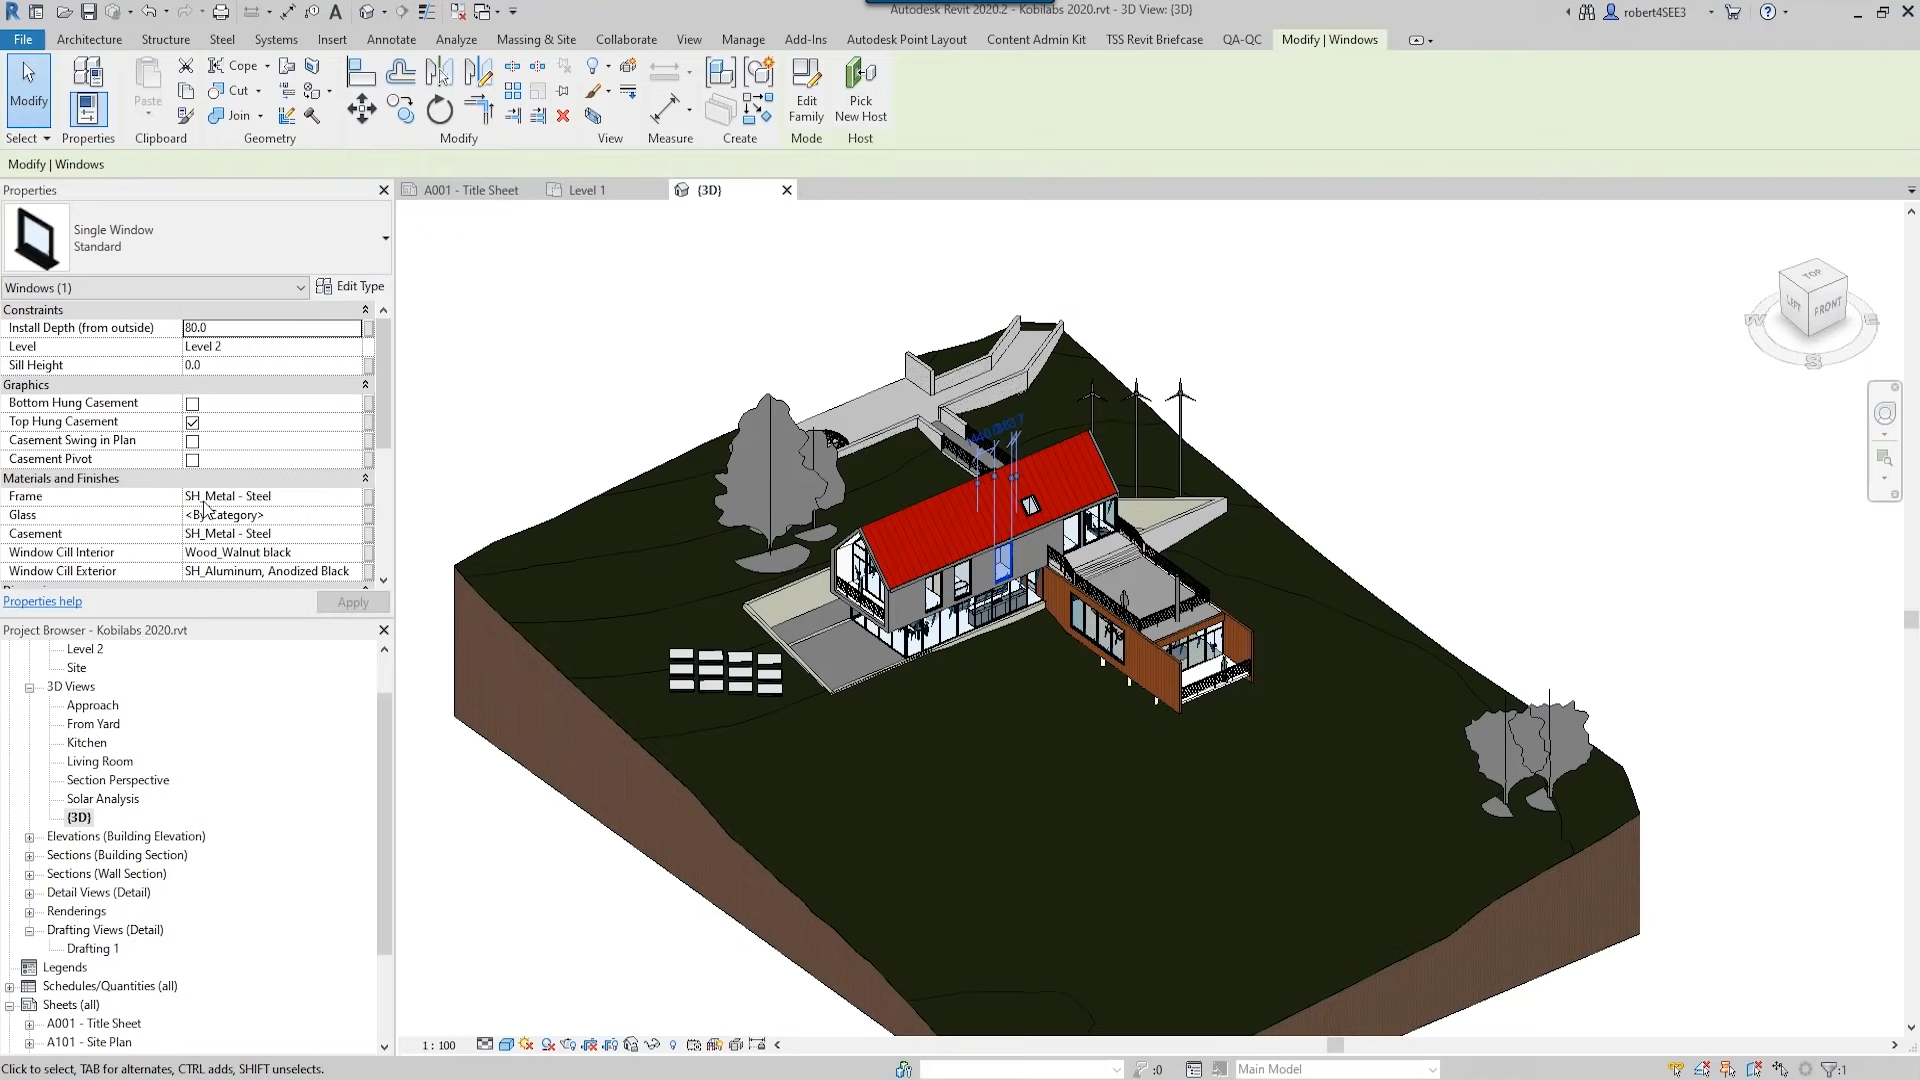 Autodesk Revit 2020.2 - Kobilabs 2020.rvt - 3D View: {3D}
robert4SEE3
File Architecture Structure Steel Systems Insert Annotate Analyze Massing & Site Collaborate View Manage Add-Ins Autodesk Point Layout Content Admin Kit TSS Revit Briefcase QA-QC Modify | Windows
Modify
Paste
Cope
Cut
Join
Edit
Family
Pick
New Host
Select Properties Clipboard Geometry Modify View Measure Create Mode Host
Modify | Windows
Properties
A001 - Title Sheet
Level 1
{3D}
Single Window
Standard
Windows (1)
Edit Type
Constraints
Install Depth (from outside) 80.0
Level Level 2
Sill Height 0.0
Graphics
Bottom Hung Casement
Top Hung Casement
Casement Swing in Plan
Casement Pivot
Materials and Finishes
Frame SH_Metal - Steel
Glass <By Category>
Casement SH_Metal - Steel
Window Cill Interior Wood_Walnut black
Window Cill Exterior SH_Aluminum, Anodized Black
Properties help
Apply
Project Browser - Kobilabs 2020.rvt
Level 2
Site
3D Views
Approach
From Yard
Kitchen
Living Room
Section Perspective
Solar Analysis
{3D}
Elevations (Building Elevation)
Sections (Building Section)
Sections (Wall Section)
Detail Views (Detail)
Renderings
Drafting Views (Detail)
Drafting 1
Legends
Schedules/Quantities (all)
Sheets (all)
A001 - Title Sheet
A101 - Site Plan
TOP
LEFT
FRONT
W
E
S
1 : 100
Click to select, TAB for alternates, CTRL adds, SHIFT unselects.
:0
Main Model
:1